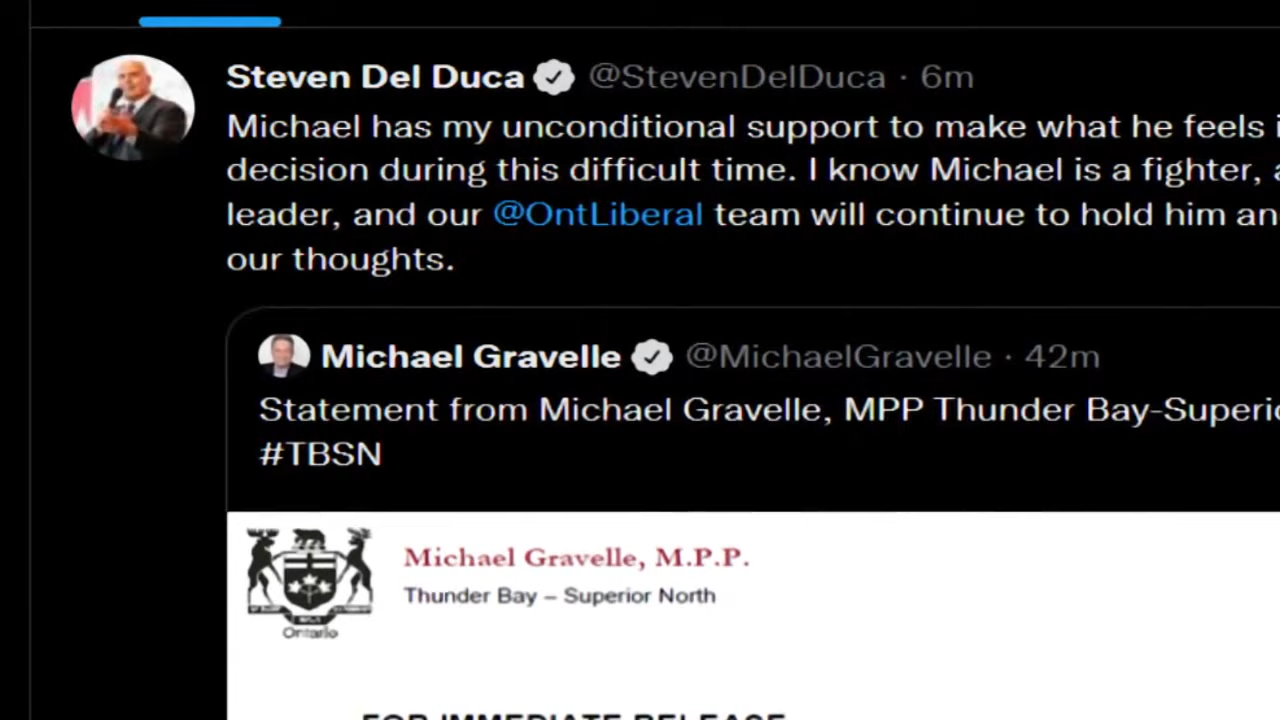 Steven Del Duca @StevenDelDuca · 6m
Michael has my unconditional support to make what he feels
decision during this difficult time. I know Michael is a fighter,
leader, and our @OntLiberal team will continue to hold him
our thoughts.
Michael Gravelle @MichaelGravelle · 42m
Statement from Michael Gravelle, MPP Thunder Bay-Superio
#TBSN
Michael Gravelle, M.P.P.
Thunder Bay – Superior North
Ontario
FOR IMMEDIATE RELEASE